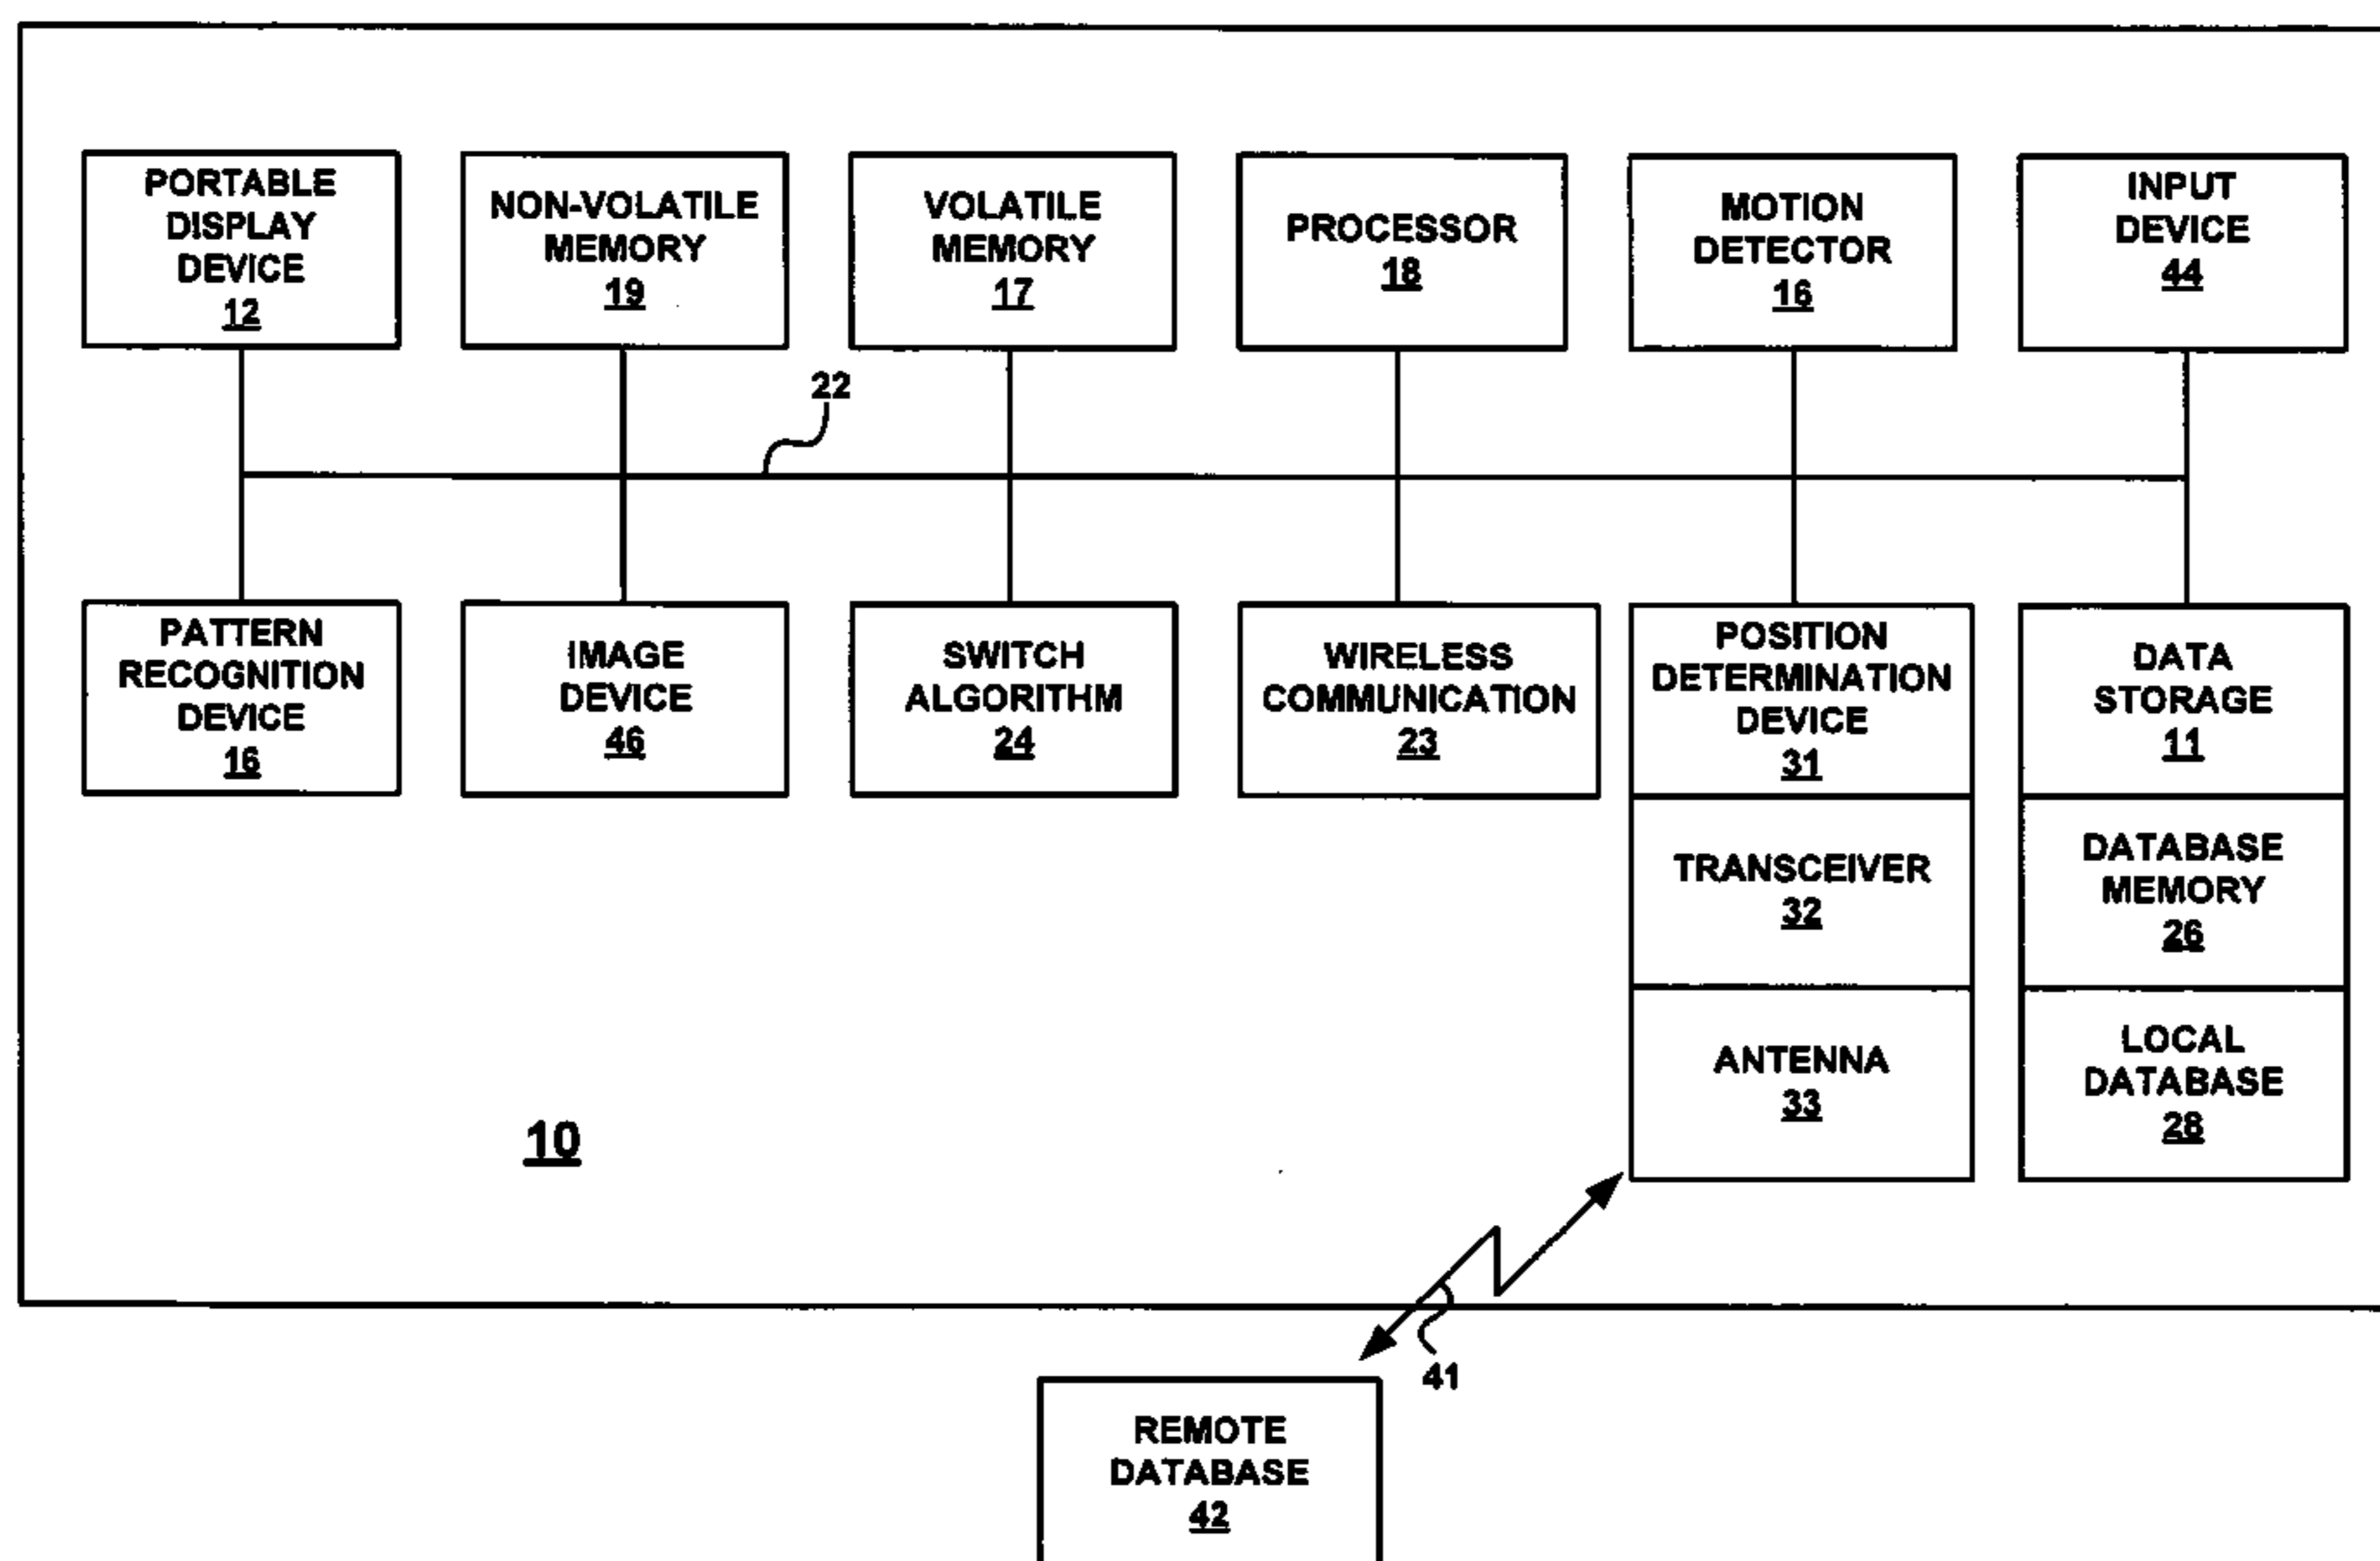 PORTABLE
DISPLAY
DEVICE
12
NON-VOLATILE
MEMORY
19
VOLATILE
MEMORY
17
PROCESSOR
18
MOTION
DETECTOR
16
INPUT
DEVICE
44
22
PATTERN
RECOGNITION
DEVICE
16
IMAGE
DEVICE
46
SWITCH
ALGORITHM
24
WIRELESS
COMMUNICATION
23
POSITION
DETERMINATION
DEVICE
31
TRANSCEIVER
32
ANTENNA
33
DATA
STORAGE
11
DATABASE
MEMORY
26
LOCAL
DATABASE
28
10
41
REMOTE
DATABASE
42